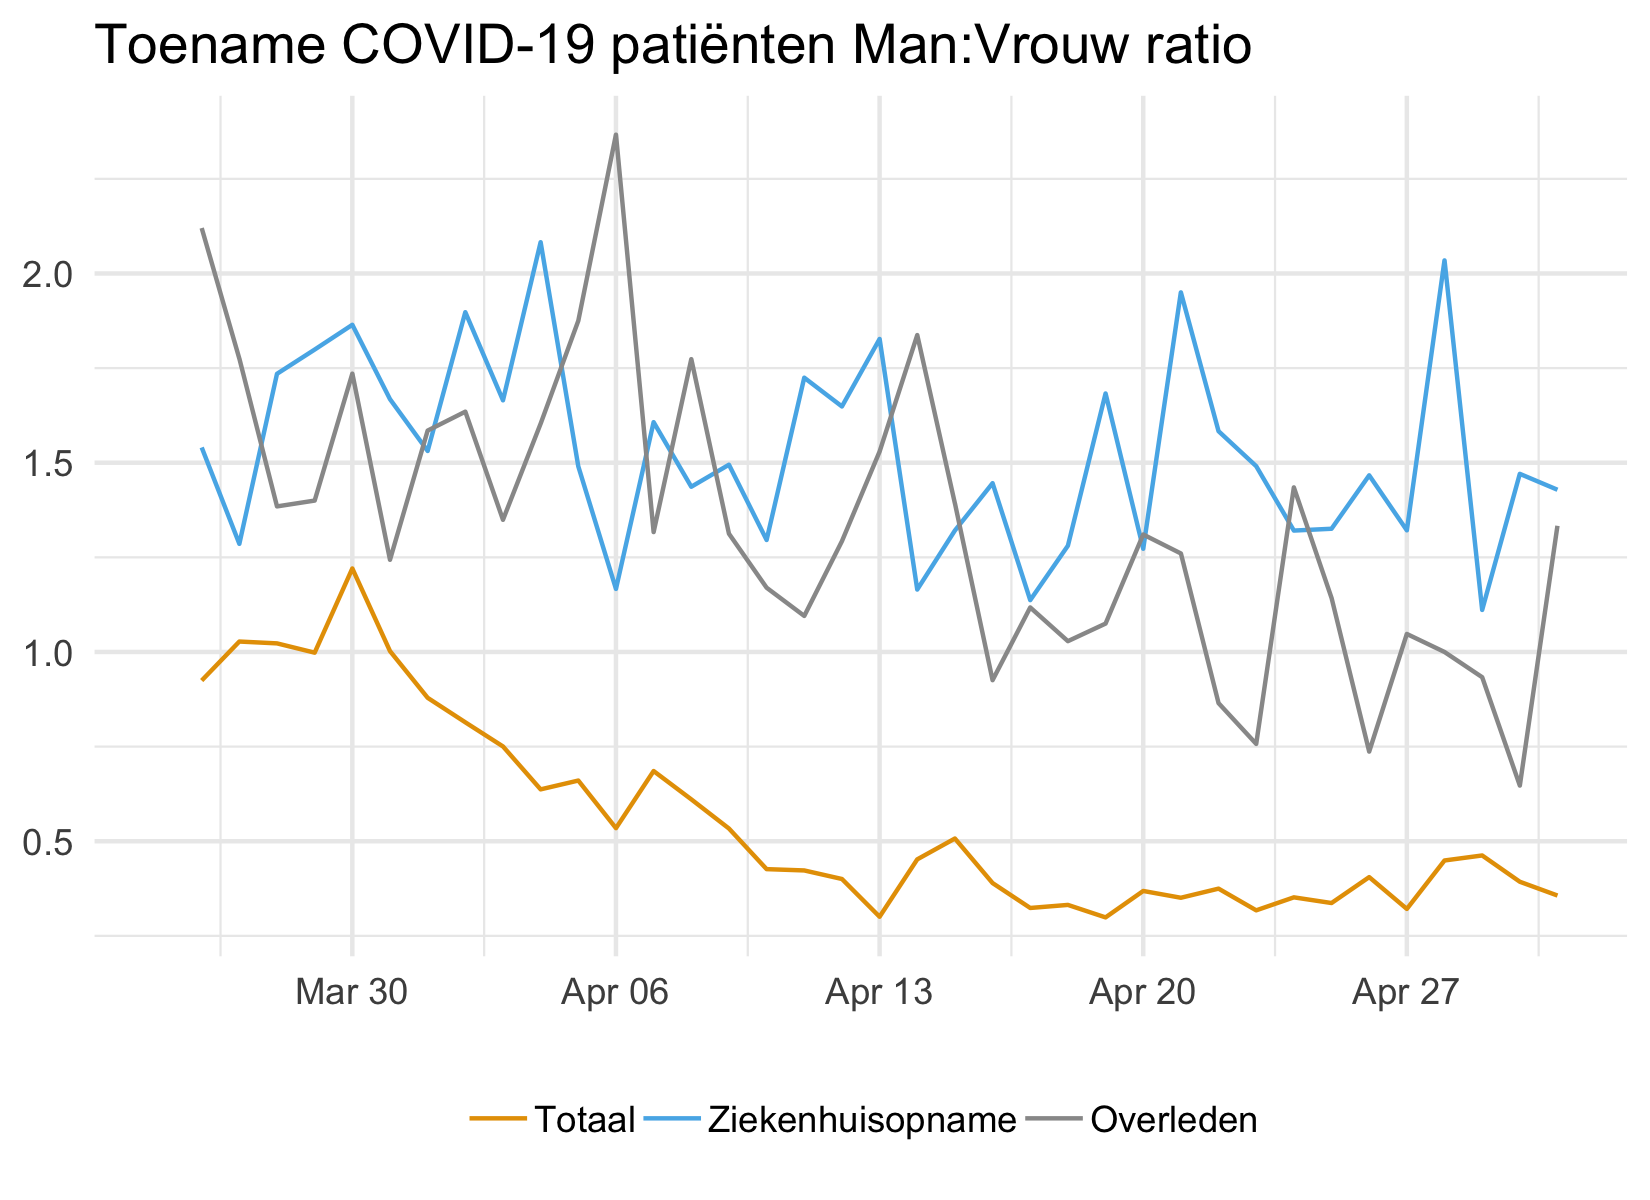 Toename COVID-19 patiënten Man:Vrouw ratio
2.0
1.5
1.0
0.5
Mar 30 Apr 06 Apr 13 Apr 20 Apr 27
Totaal Ziekenhuisopname Overleden